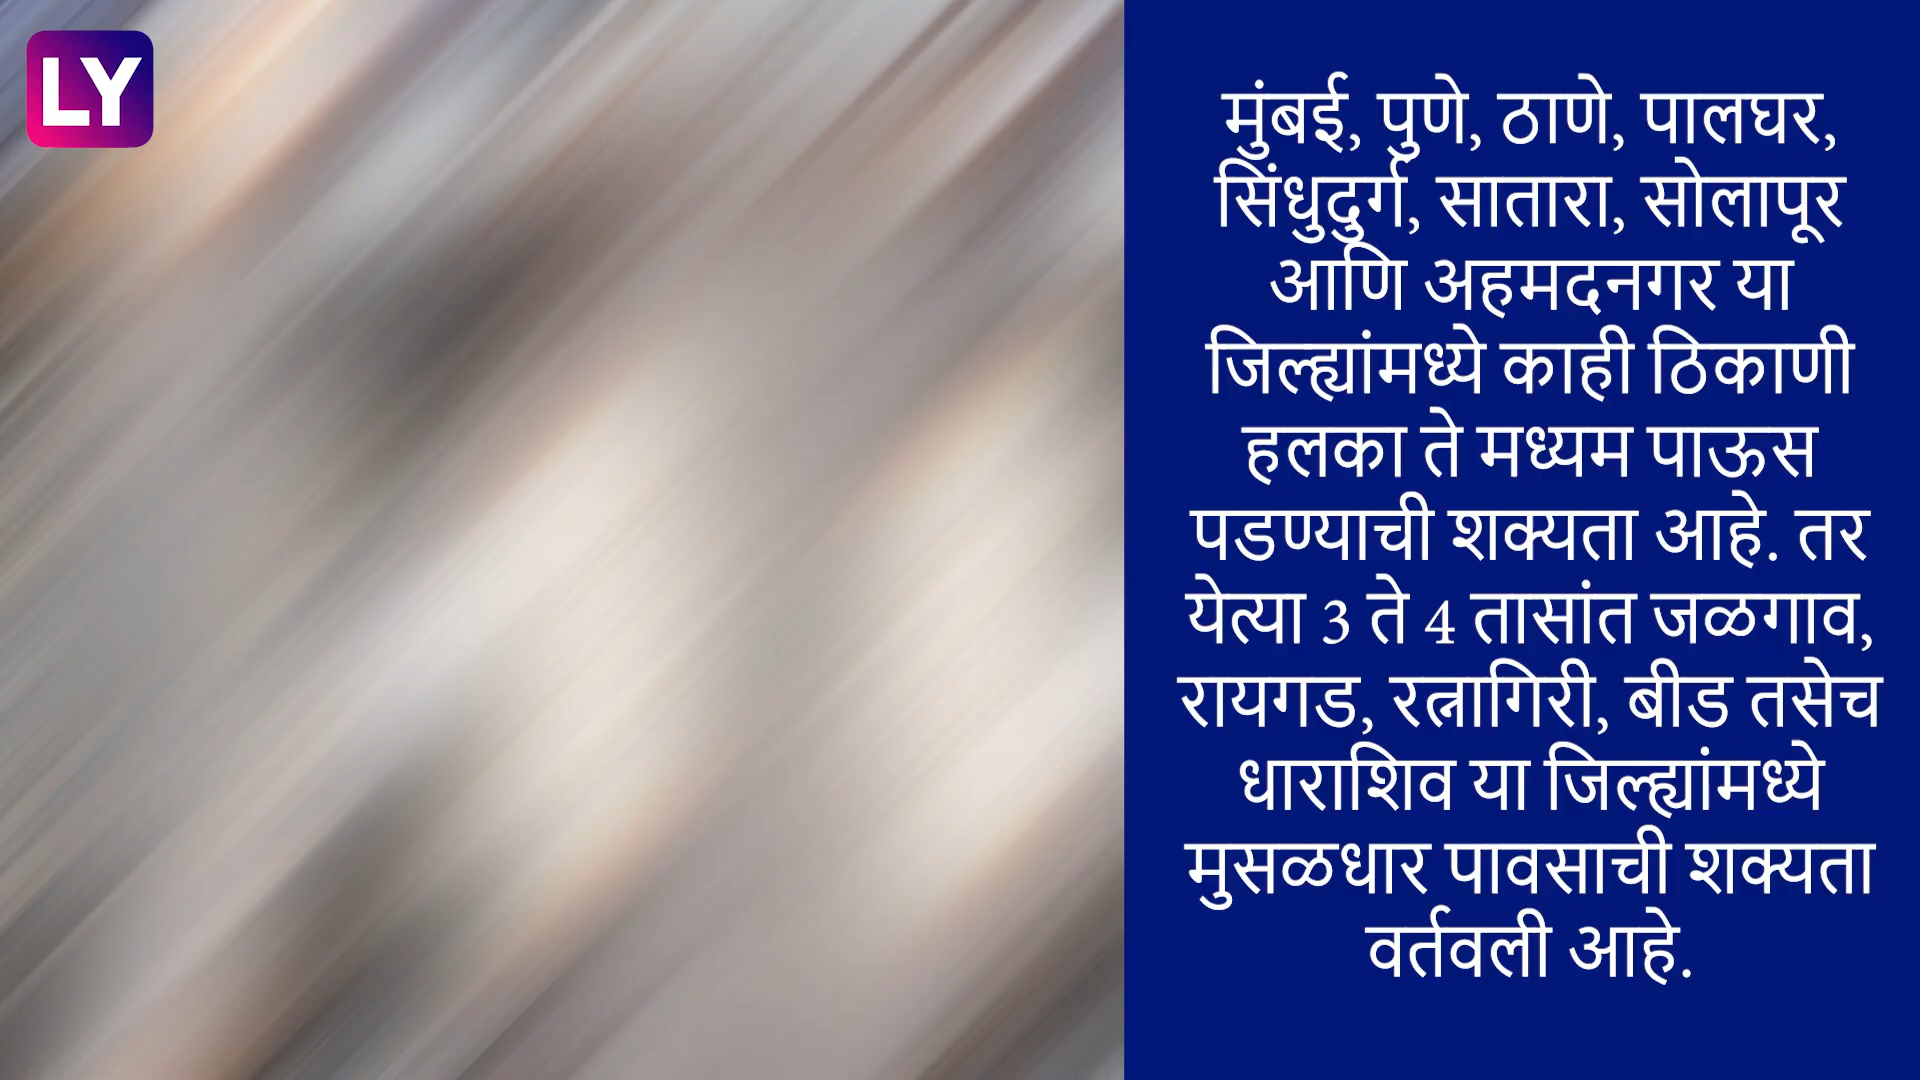 LY
मुंबई, पुणे, ठाणे, पालघर,
सिंधुदुर्ग, सातारा, सोलापूर
आणि अहमदनगर या
जिल्ह्यांमध्ये काही ठिकाणी
हलका ते मध्यम पाऊस
पडण्याची शक्यता आहे. तर
येत्या 3 ते 4 तासांत जळगाव,
रायगड, रत्नागिरी, बीड तसेच
धाराशिव या जिल्ह्यांमध्ये
मुसळधार पावसाची शक्यता
वर्तवली आहे.